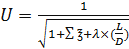 U = 1 / √(1+∑ ℥+λ×(L/D))